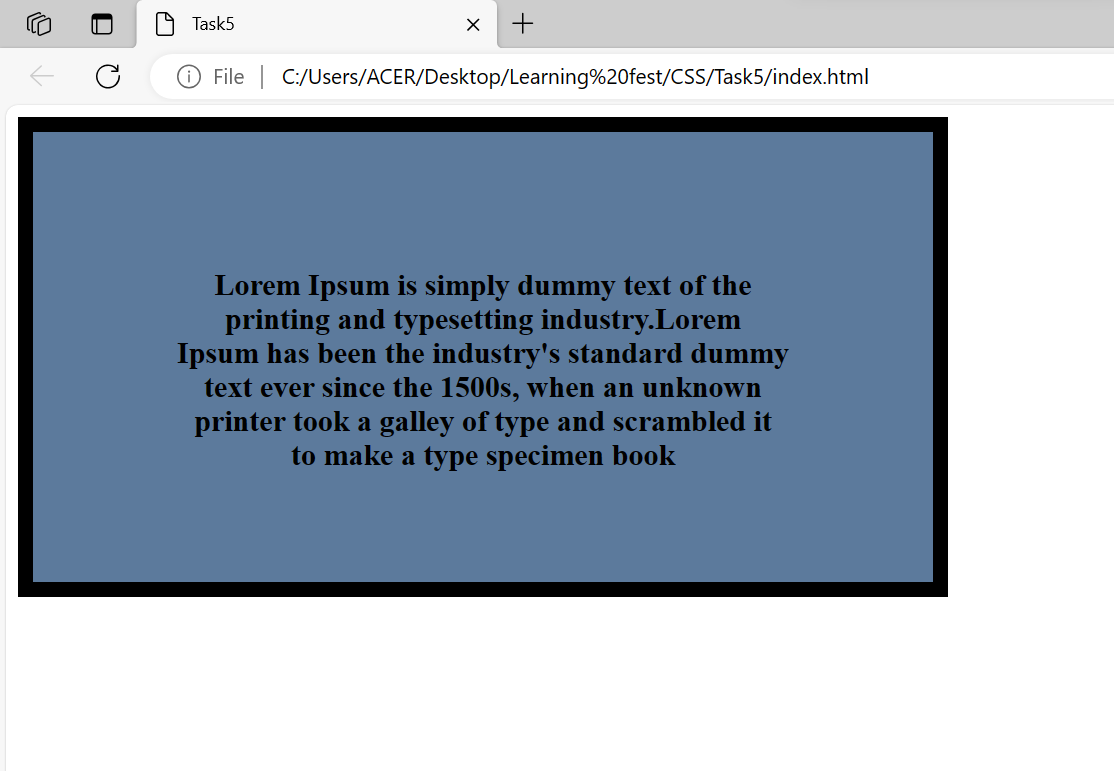 Task5
File
C:/Users/ACER/Desktop/Learning%20fest/CSS/Task5/index.html
Lorem Ipsum is simply dummy text of the
printing and typesetting industry.Lorem
Ipsum has been the industry's standard dummy
text ever since the 1500s, when an unknown
printer took a galley of type and scrambled it
to make a type specimen book